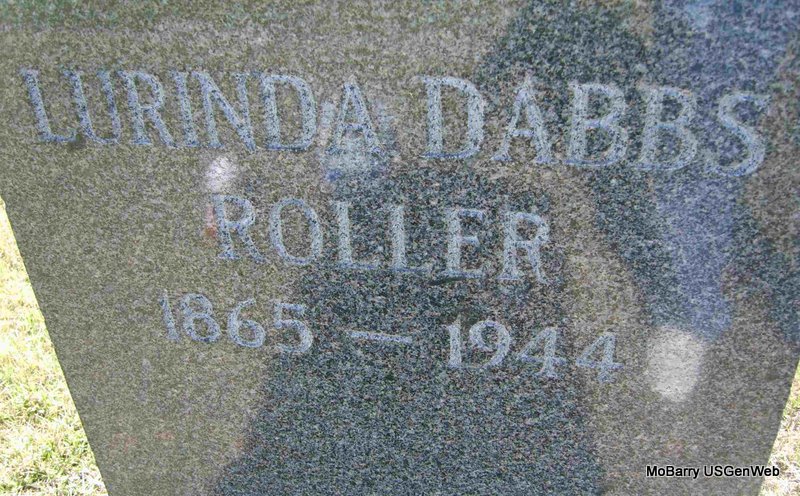 LURINDA DABBS
ROLLER
1865 — 1944
MoBarry USGenWeb